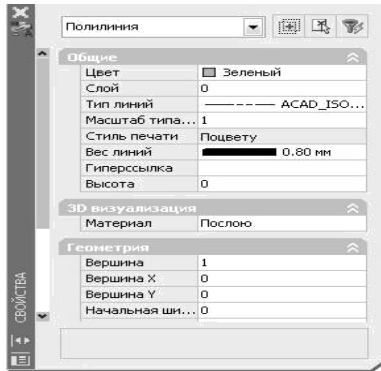 Полилиния
Общие
Цвет Зеленый
Слой 0
Тип линий ACAD_ISO...
Масштаб типа... 1
Стиль печати Поцвету
Вес линий 0.80 мм
Гиперссылка
Высота 0
3D визуализация
Материал Послою
Геометрия
Вершина 1
Вершина X 0
Вершина Y 0
Начальная ши... 0
СВОЙСТВА